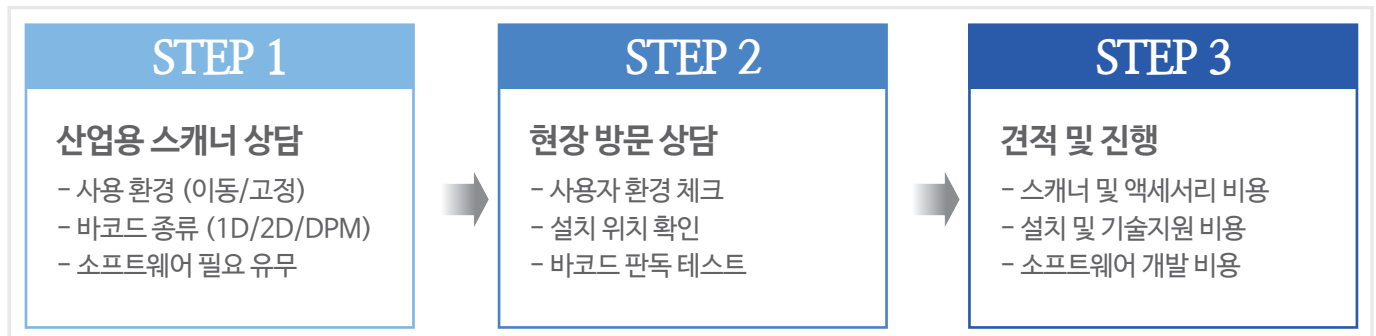 STEP 1
산업용 스캐너 상담
- 사용 환경 (이동/고정)
- 바코드 종류 (1D/2D/DPM)
- 소프트웨어 필요 유무
STEP 2
현장 방문 상담
- 사용자 환경 체크
- 설치 위치 확인
- 바코드 판독 테스트
STEP 3
견적 및 진행
- 스캐너 및 액세서리 비용
- 설치 및 기술지원 비용
- 소프트웨어 개발 비용